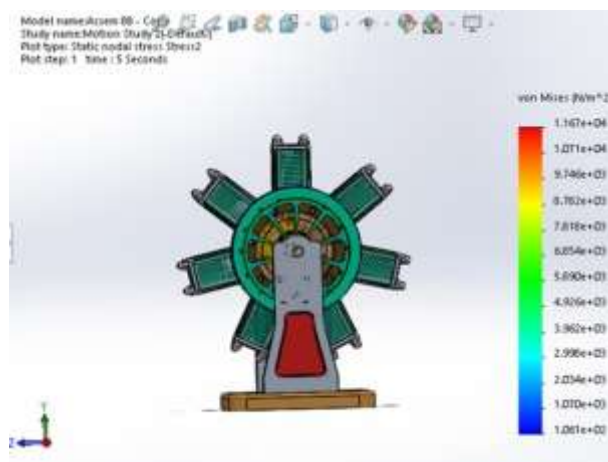 Model name:Assem 88 - Copy
Study name:Motion Study 2(-Default-)
Plot type: Static nodal stress Stress2
Plot step: 1 time : 5 Seconds
von Mises (N/m^2
1.167e+04
1.071e+04
9.746e+03
8.782e+03
7.818e+03
6.854e+03
5.890e+03
4.926e+03
3.962e+03
2.998e+03
2.034e+03
1.070e+03
1.061e+02
Y
Z